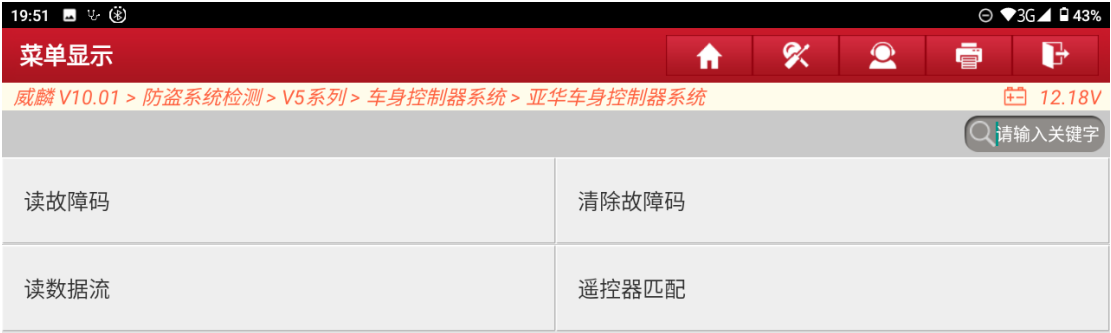 19:51 3G 43%
菜单显示
威麟 V10.01 > 防盗系统检测 > V5系列 > 车身控制器系统 > 亚华车身控制器系统 12.18V
请输入关键字
读故障码 清除故障码
读数据流 遥控器匹配